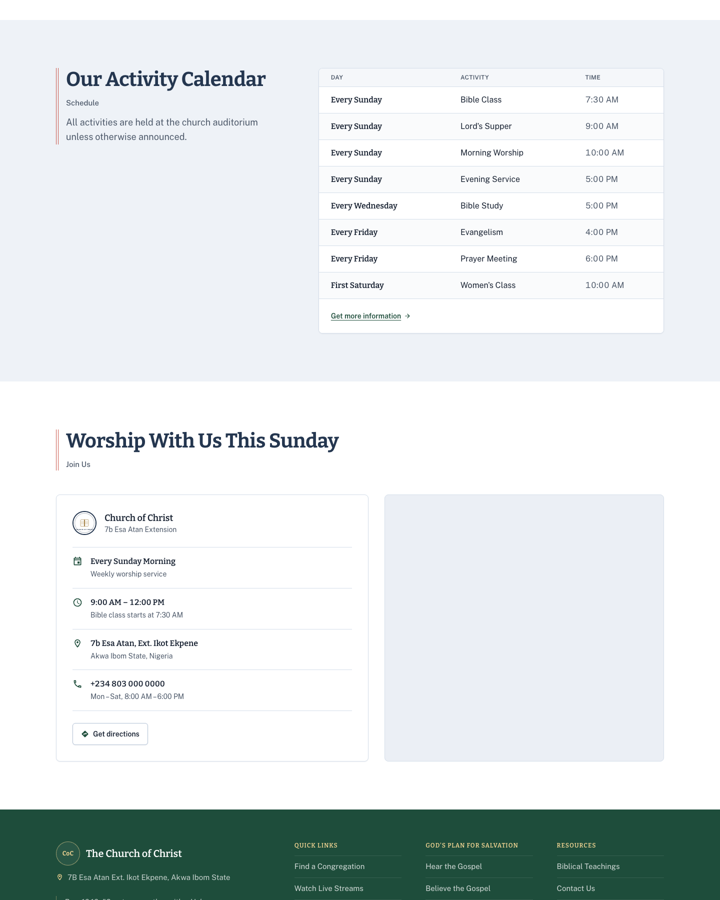 Our Activity Calendar
Schedule
All activities are held at the church auditorium
unless otherwise announced.
DAY ACTIVITY TIME
Every Sunday Bible Class 7:30 AM
Every Sunday Lord's Supper 9:00 AM
Every Sunday Morning Worship 10:00 AM
Every Sunday Evening Service 5:00 PM
Every Wednesday Bible Study 5:00 PM
Every Friday Evangelism 4:00 PM
Every Friday Prayer Meeting 6:00 PM
First Saturday Women's Class 10:00 AM
Get more information →
Worship With Us This Sunday
Join Us
Church of Christ
7b Esa Atan Extension
Every Sunday Morning
Weekly worship service
9:00 AM – 12:00 PM
Bible class starts at 7:30 AM
7b Esa Atan, Ext. Ikot Ekpene
Akwa Ibom State, Nigeria
+234 803 000 0000
Mon–Sat, 8:00 AM–6:00 PM
Get directions
CoC The Church of Christ
7B Esa Atan Ext. Ikot Ekpene, Akwa Ibom State
QUICK LINKS
Find a Congregation
Watch Live Streams
GOD'S PLAN FOR SALVATION
Hear the Gospel
Believe the Gospel
RESOURCES
Biblical Teachings
Contact Us